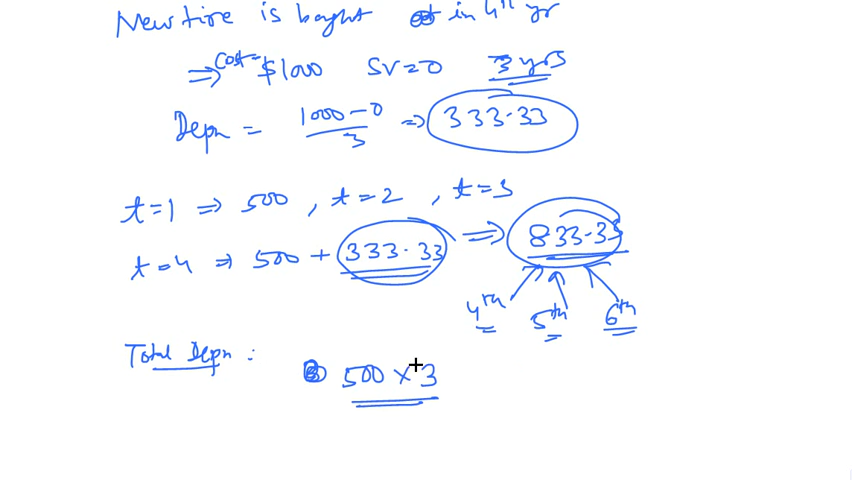 New tire is bought in 4th yr
⇒ Cost = $1000 SV = 0 3 yrs
Depn = 1000 - 0 / 3 ⇒ 333.33
t = 1 ⇒ 500 , t = 2 , t = 3
t = 4 ⇒ 500 + 333.33 ⇒ 833.33
4th 5th 6th
Total Depn :
500 × 3